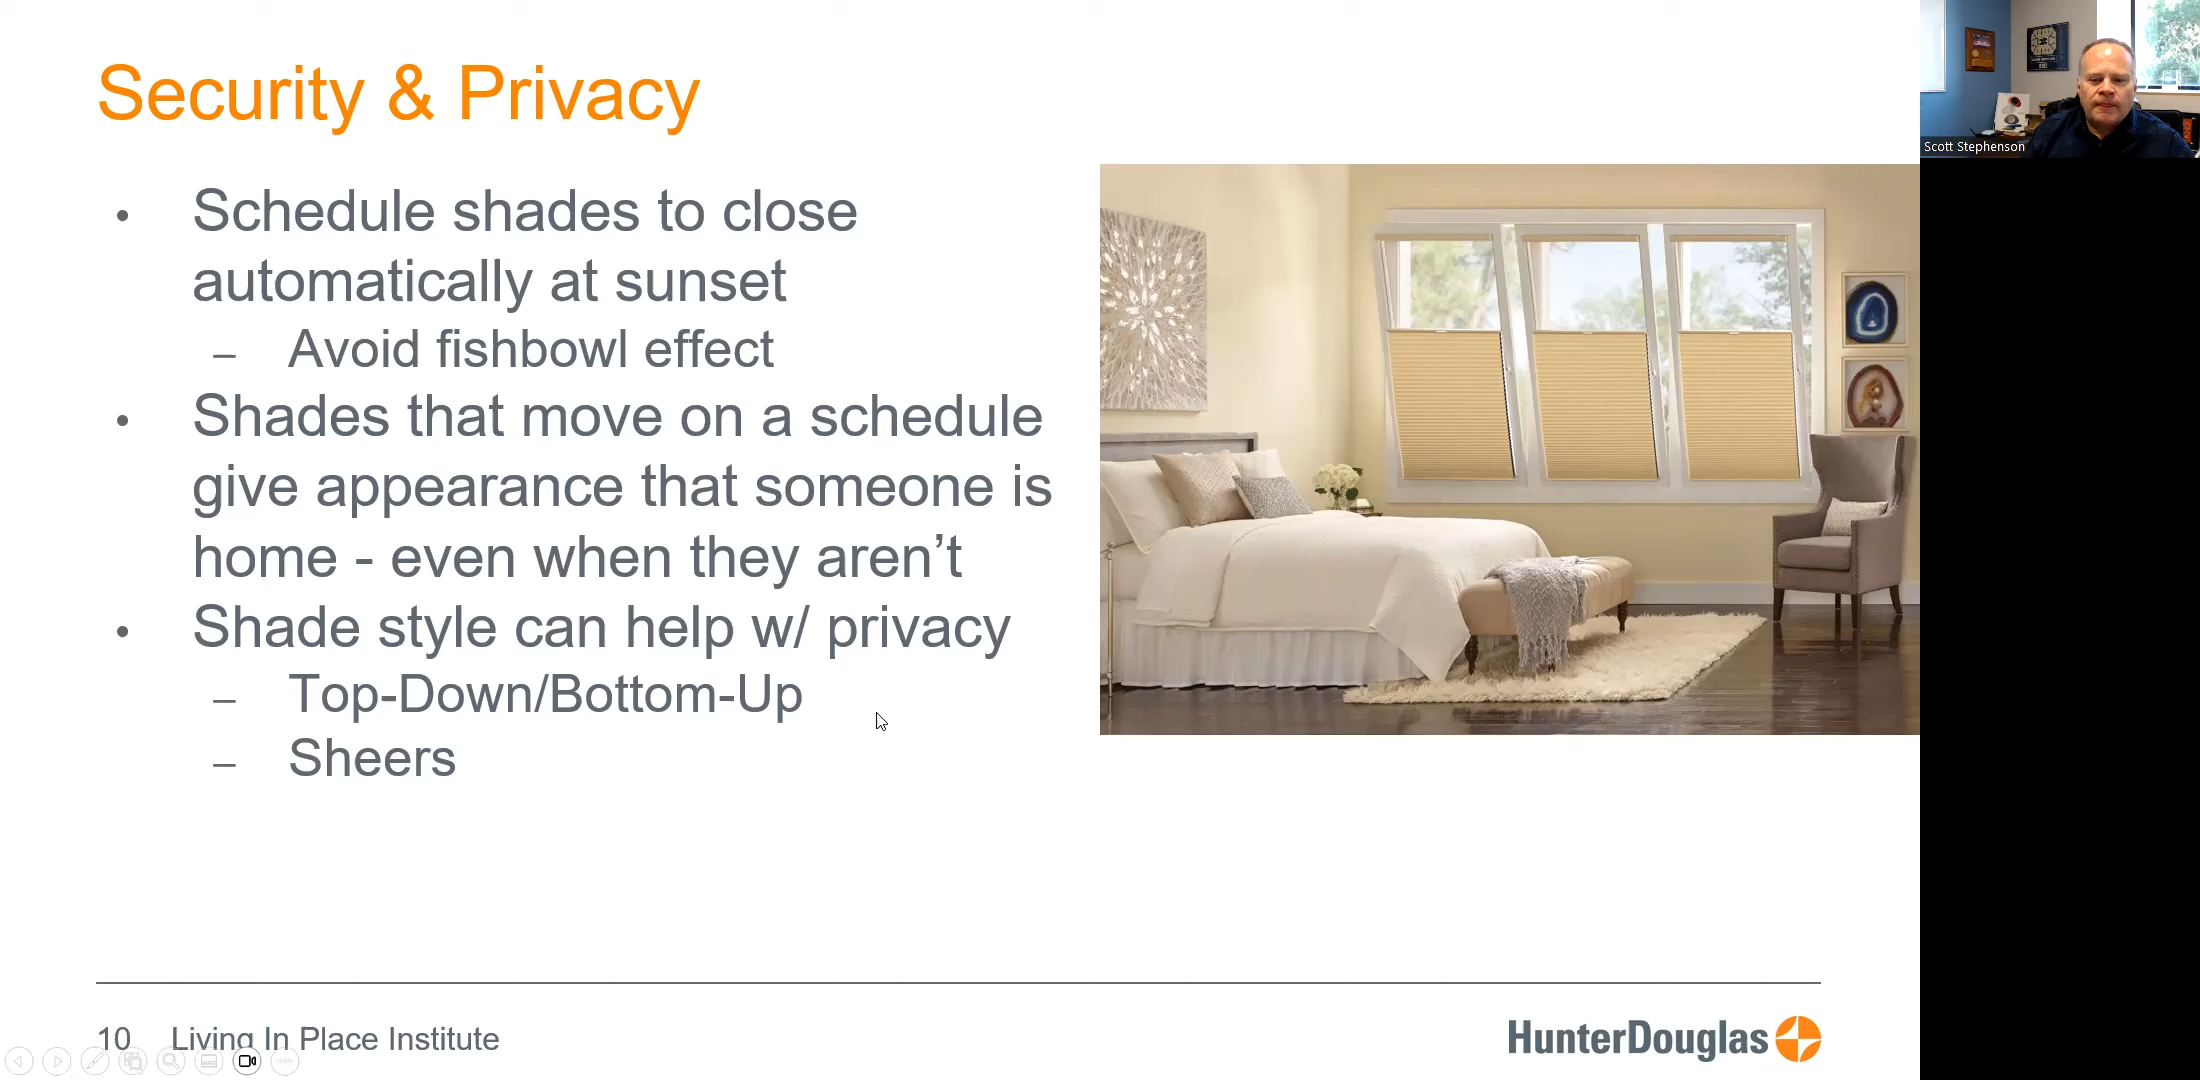 Security & Privacy
• Schedule shades to close
automatically at sunset
– Avoid fishbowl effect
• Shades that move on a schedule
give appearance that someone is
home - even when they aren’t
• Shade style can help w/ privacy
– Top-Down/Bottom-Up
– Sheers
10 Living In Place Institute
HunterDouglas
Scott Stephenson